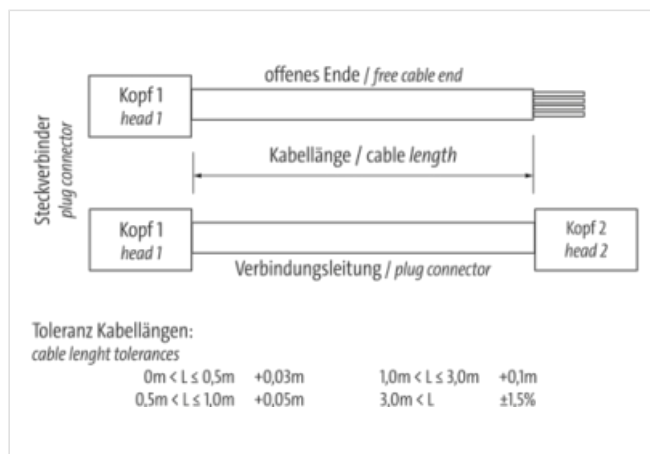 offenes Ende / free cable end
Kopf 1
head 1
Steckverbinder
plug connector
Kabellänge / cable length
Kopf 1
head 1
Kopf 2
head 2
Verbindungsleitung / plug connector
Toleranz Kabellängen:
cable lenght tolerances
0m < L ≤ 0,5m +0,03m 1,0m < L ≤ 3,0m +0,1m
0,5m < L ≤ 1,0m +0,05m 3,0m < L ±1,5%